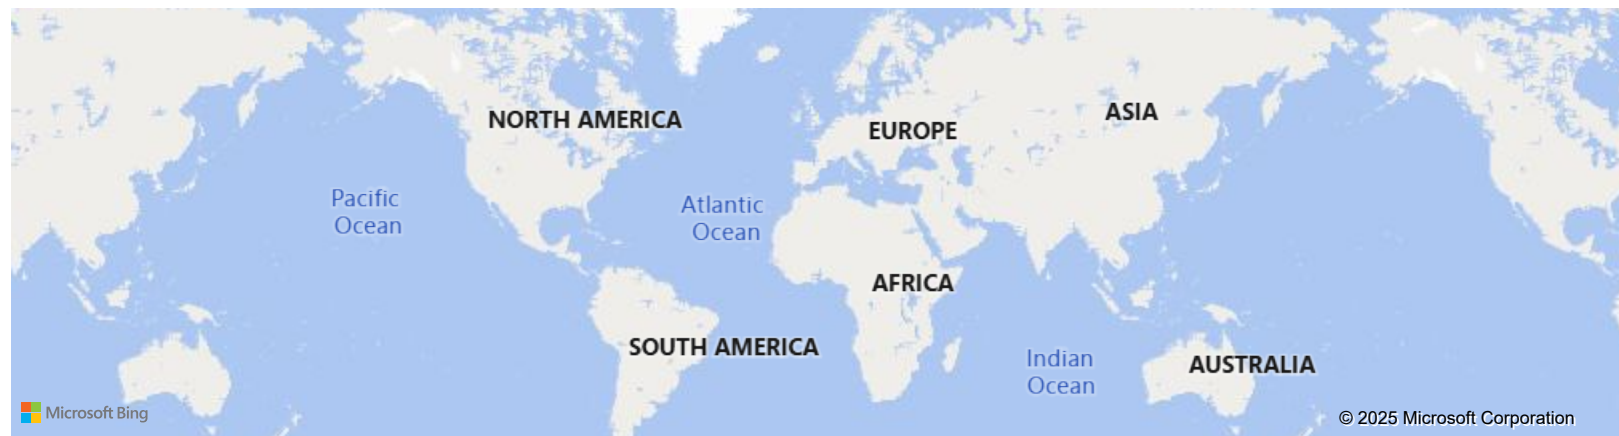 NORTH AMERICA
EUROPE
ASIA
Pacific
Ocean
Atlantic
Ocean
AFRICA
SOUTH AMERICA
Indian
Ocean
AUSTRALIA
Microsoft Bing
© 2025 Microsoft Corporation